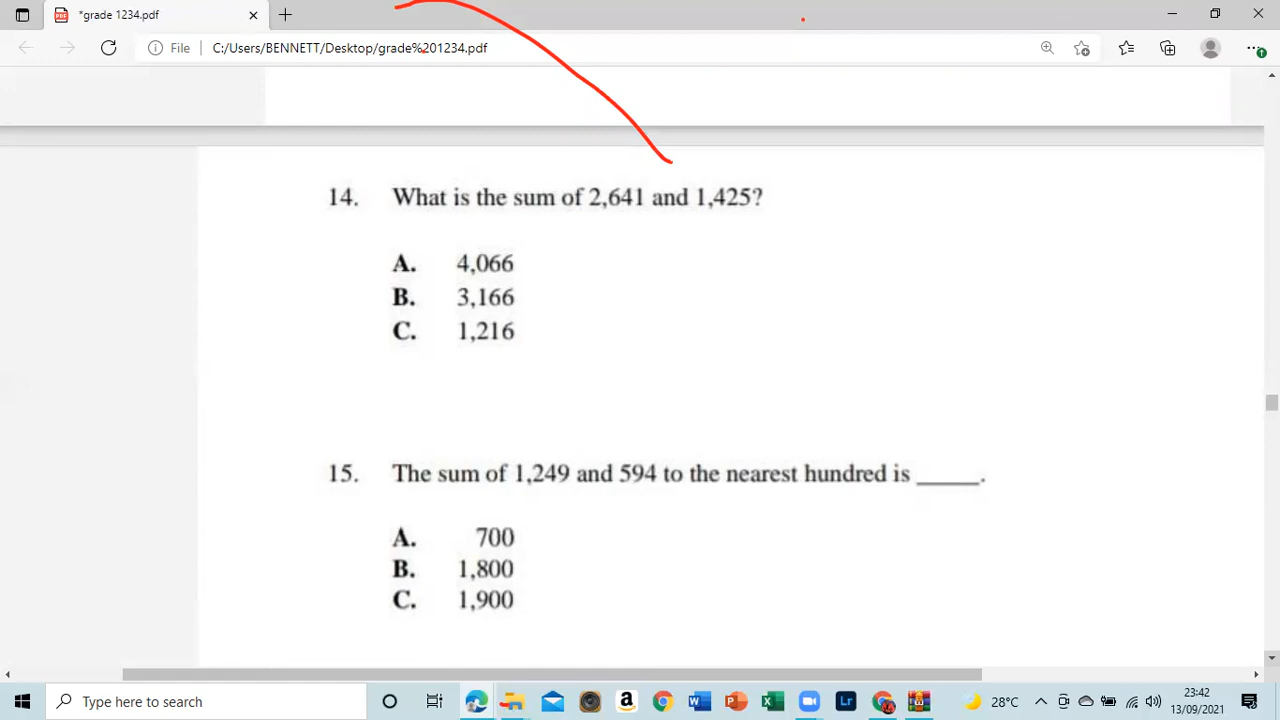 *grade 1234.pdf
File C:/Users/BENNETT/Desktop/grade%201234.pdf
14. What is the sum of 2,641 and 1,425?
A. 4,066
B. 3,166
C. 1,216
15. The sum of 1,249 and 594 to the nearest hundred is _____.
A. 700
B. 1,800
C. 1,900
Type here to search
28°C
23:42
13/09/2021